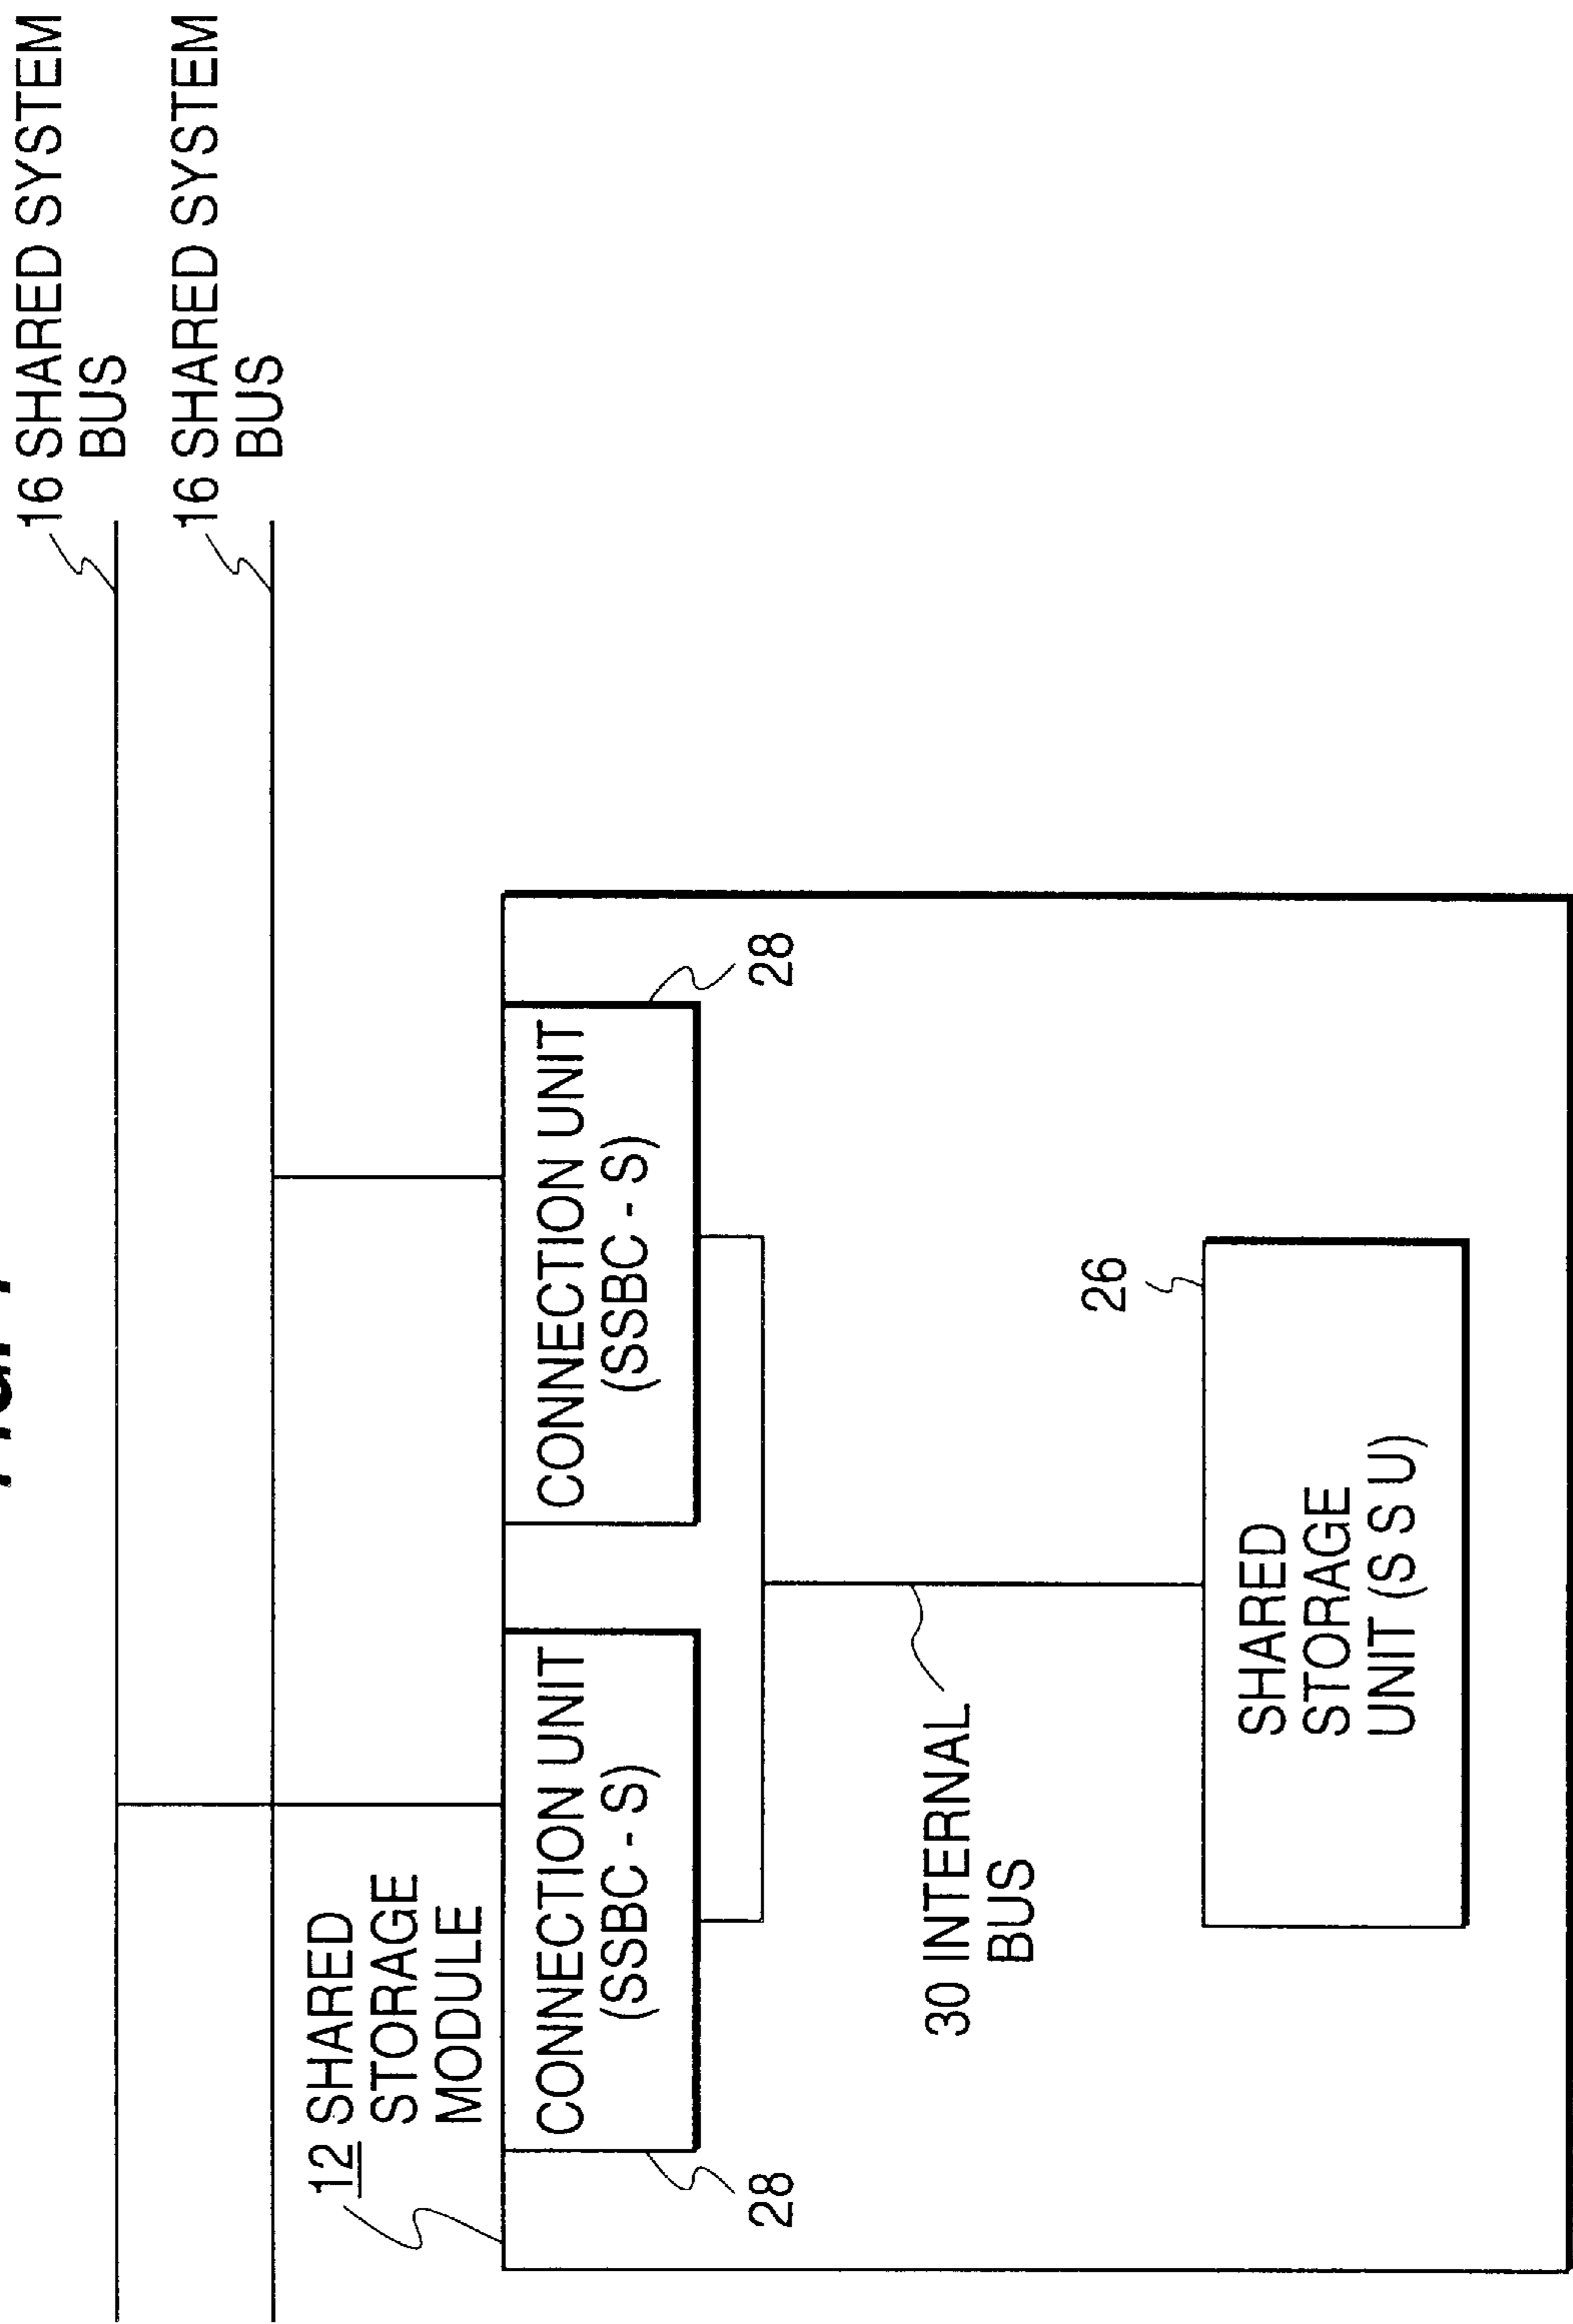 16 SHARED SYSTEM
BUS
16 SHARED SYSTEM
BUS
12 SHARED
STORAGE
MODULE
CONNECTION UNIT
(SSBC - S)
28
CONNECTION UNIT
(SSBC - S)
28
30 INTERNAL
BUS
26
SHARED
STORAGE
UNIT (S S U)